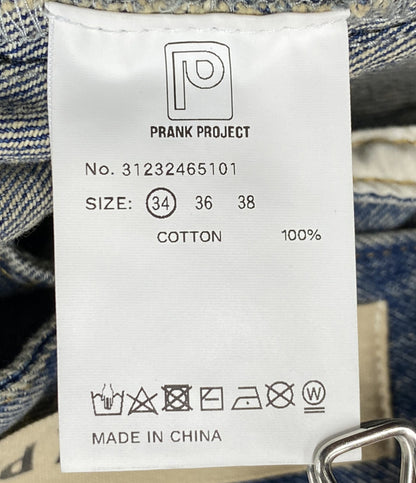 PRANK PROJECT
No. 31232465101
SIZE: 34 36 38
COTTON 100%
W
MADE IN CHINA